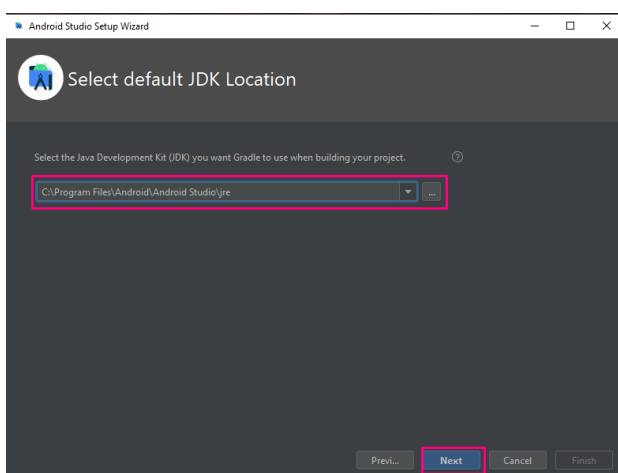 Android Studio Setup Wizard
Select default JDK Location
Select the Java Development Kit (JDK) you want Gradle to use when building your project.
C:\Program Files\Android\Android Studio\jre
...
Previ... Next Cancel Finish